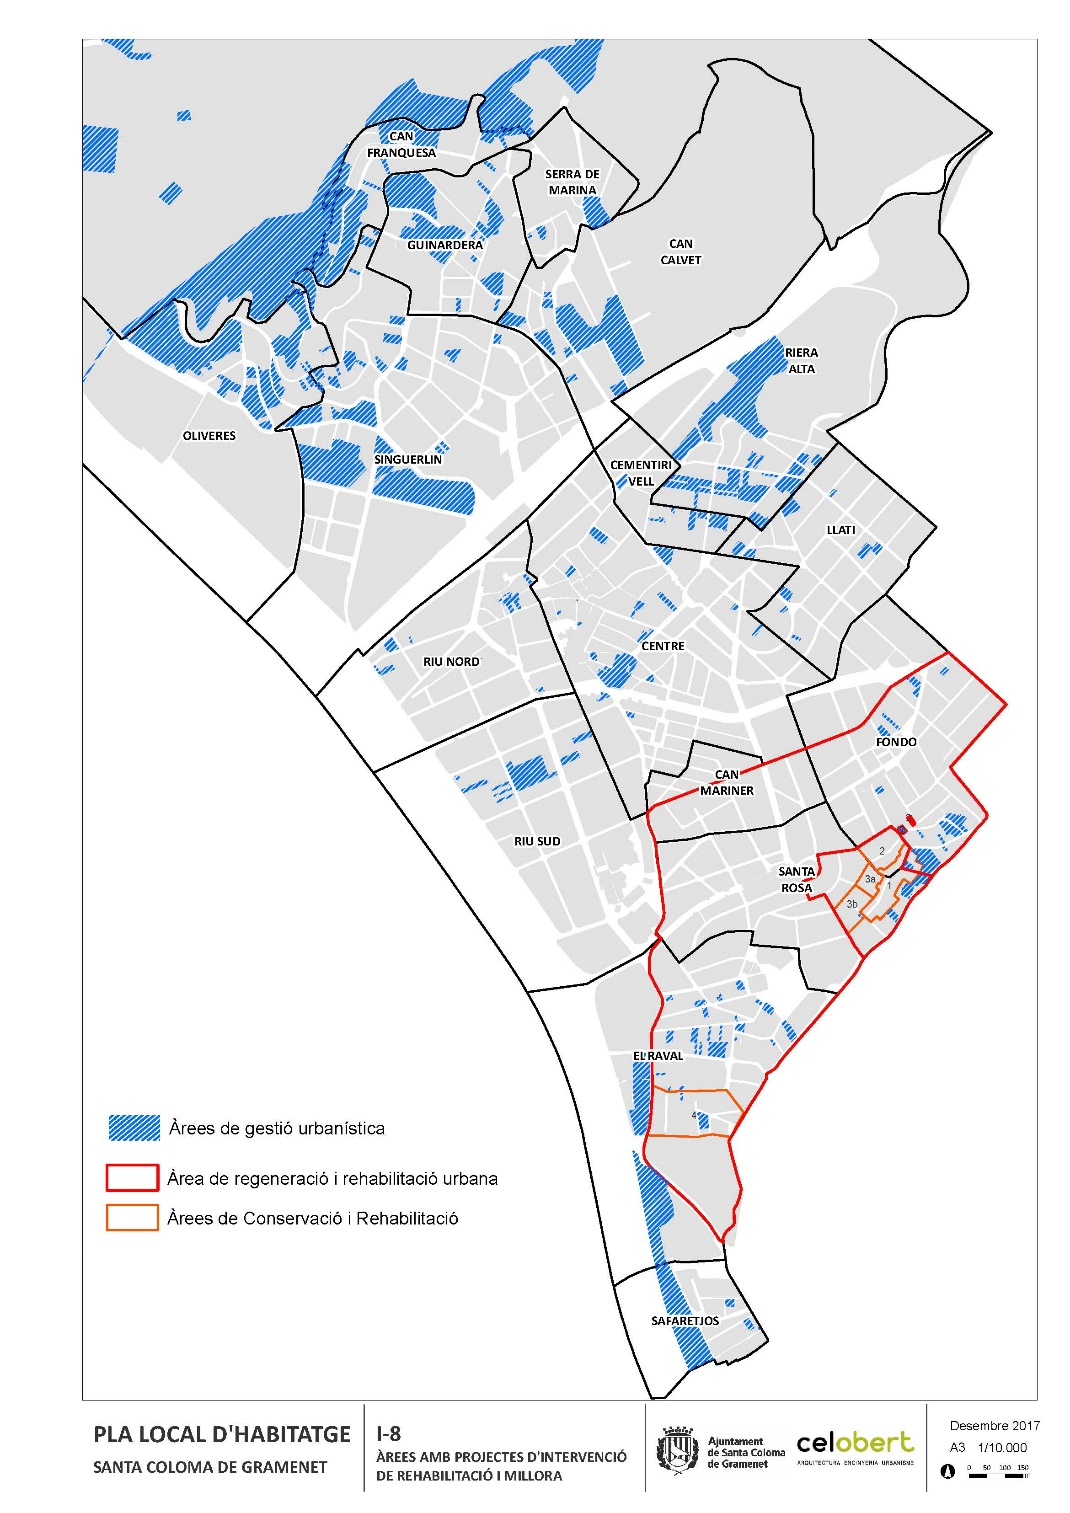 CAN
FRANQUESA
SERRA DE
MARINA
GUINARDERA
CAN
CALVET
RIERA
ALTA
OLIVERES
SINGUERLIN
CEMENTIRI
VELL
LLATI
CENTRE
RIU NORD
FONDO
CAN
MARINER
RIU SUD
SANTA
ROSA
2
3a
1
3b
EL RAVAL
4
SAFARETJOS
Àrees de gestió urbanística
Àrea de regeneració i rehabilitació urbana
Àrees de Conservació i Rehabilitació
PLA LOCAL D'HABITATGE
SANTA COLOMA DE GRAMENET
I-8
ÀREES AMB PROJECTES D'INTERVENCIÓ
DE REHABILITACIÓ I MILLORA
Ajuntament
de Santa Coloma
de Gramenet
celobert
ARQUITECTURA ENGINYERIA URBANISME
Desembre 2017
A3 1/10.000
0 50 100 150
m